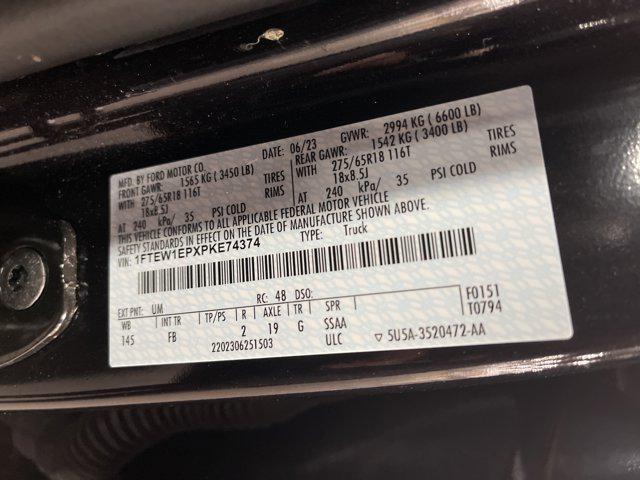 MFD. BY FORD MOTOR CO.
DATE: 06/23 GVWR: 2994 KG ( 6600 LB)
FRONT GAWR: 1565 KG ( 3450 LB) REAR GAWR: 1542 KG ( 3400 LB)
WITH 275/65R18 116T TIRES WITH 275/65R18 116T TIRES
18x8.5J RIMS 18x8.5J RIMS
AT 240 kPa/ 35 PSI COLD AT 240 kPa/ 35 PSI COLD
THIS VEHICLE CONFORMS TO ALL APPLICABLE FEDERAL MOTOR VEHICLE
SAFETY STANDARDS IN EFFECT ON THE DATE OF MANUFACTURE SHOWN ABOVE.
VIN: 1FTEW1EPXPKE74374 TYPE: Truck
EXT PNT: UM RC: 48 DSO: F0151
WB INT TR TP/PS R AXLE TR SPR T0794
145 FB 2 19 G SSAA
2202306251503 ULC ▽ 5U5A-3520472-AA